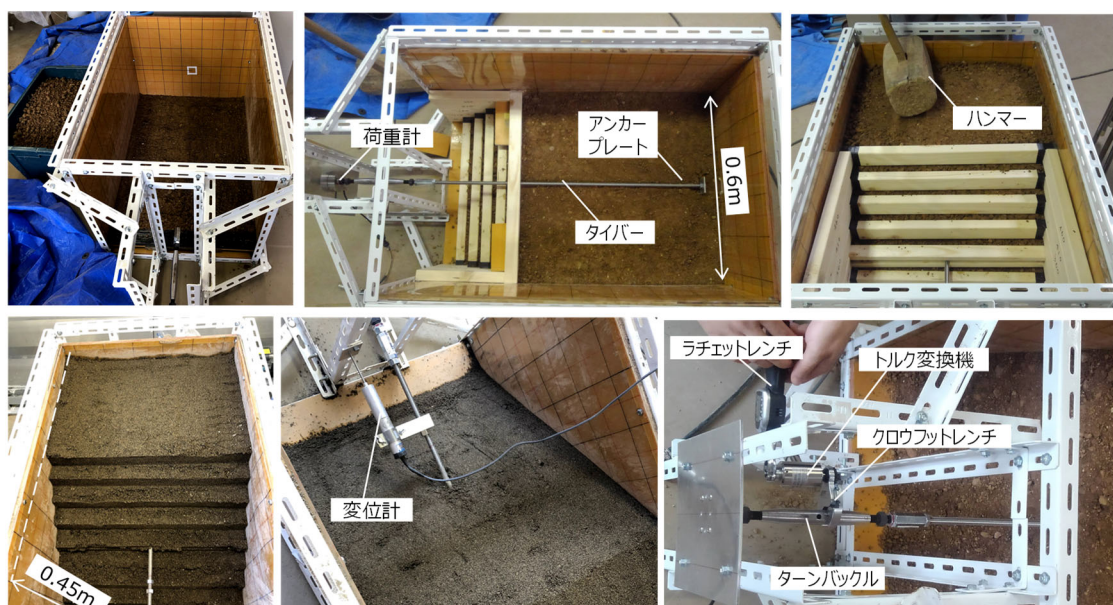 荷重計
アンカー
プレート
タイバー
0.6m
ハンマー
0.45m
変位計
ラチェットレンチ
トルク変換機
クロウフットレンチ
ターンバックル